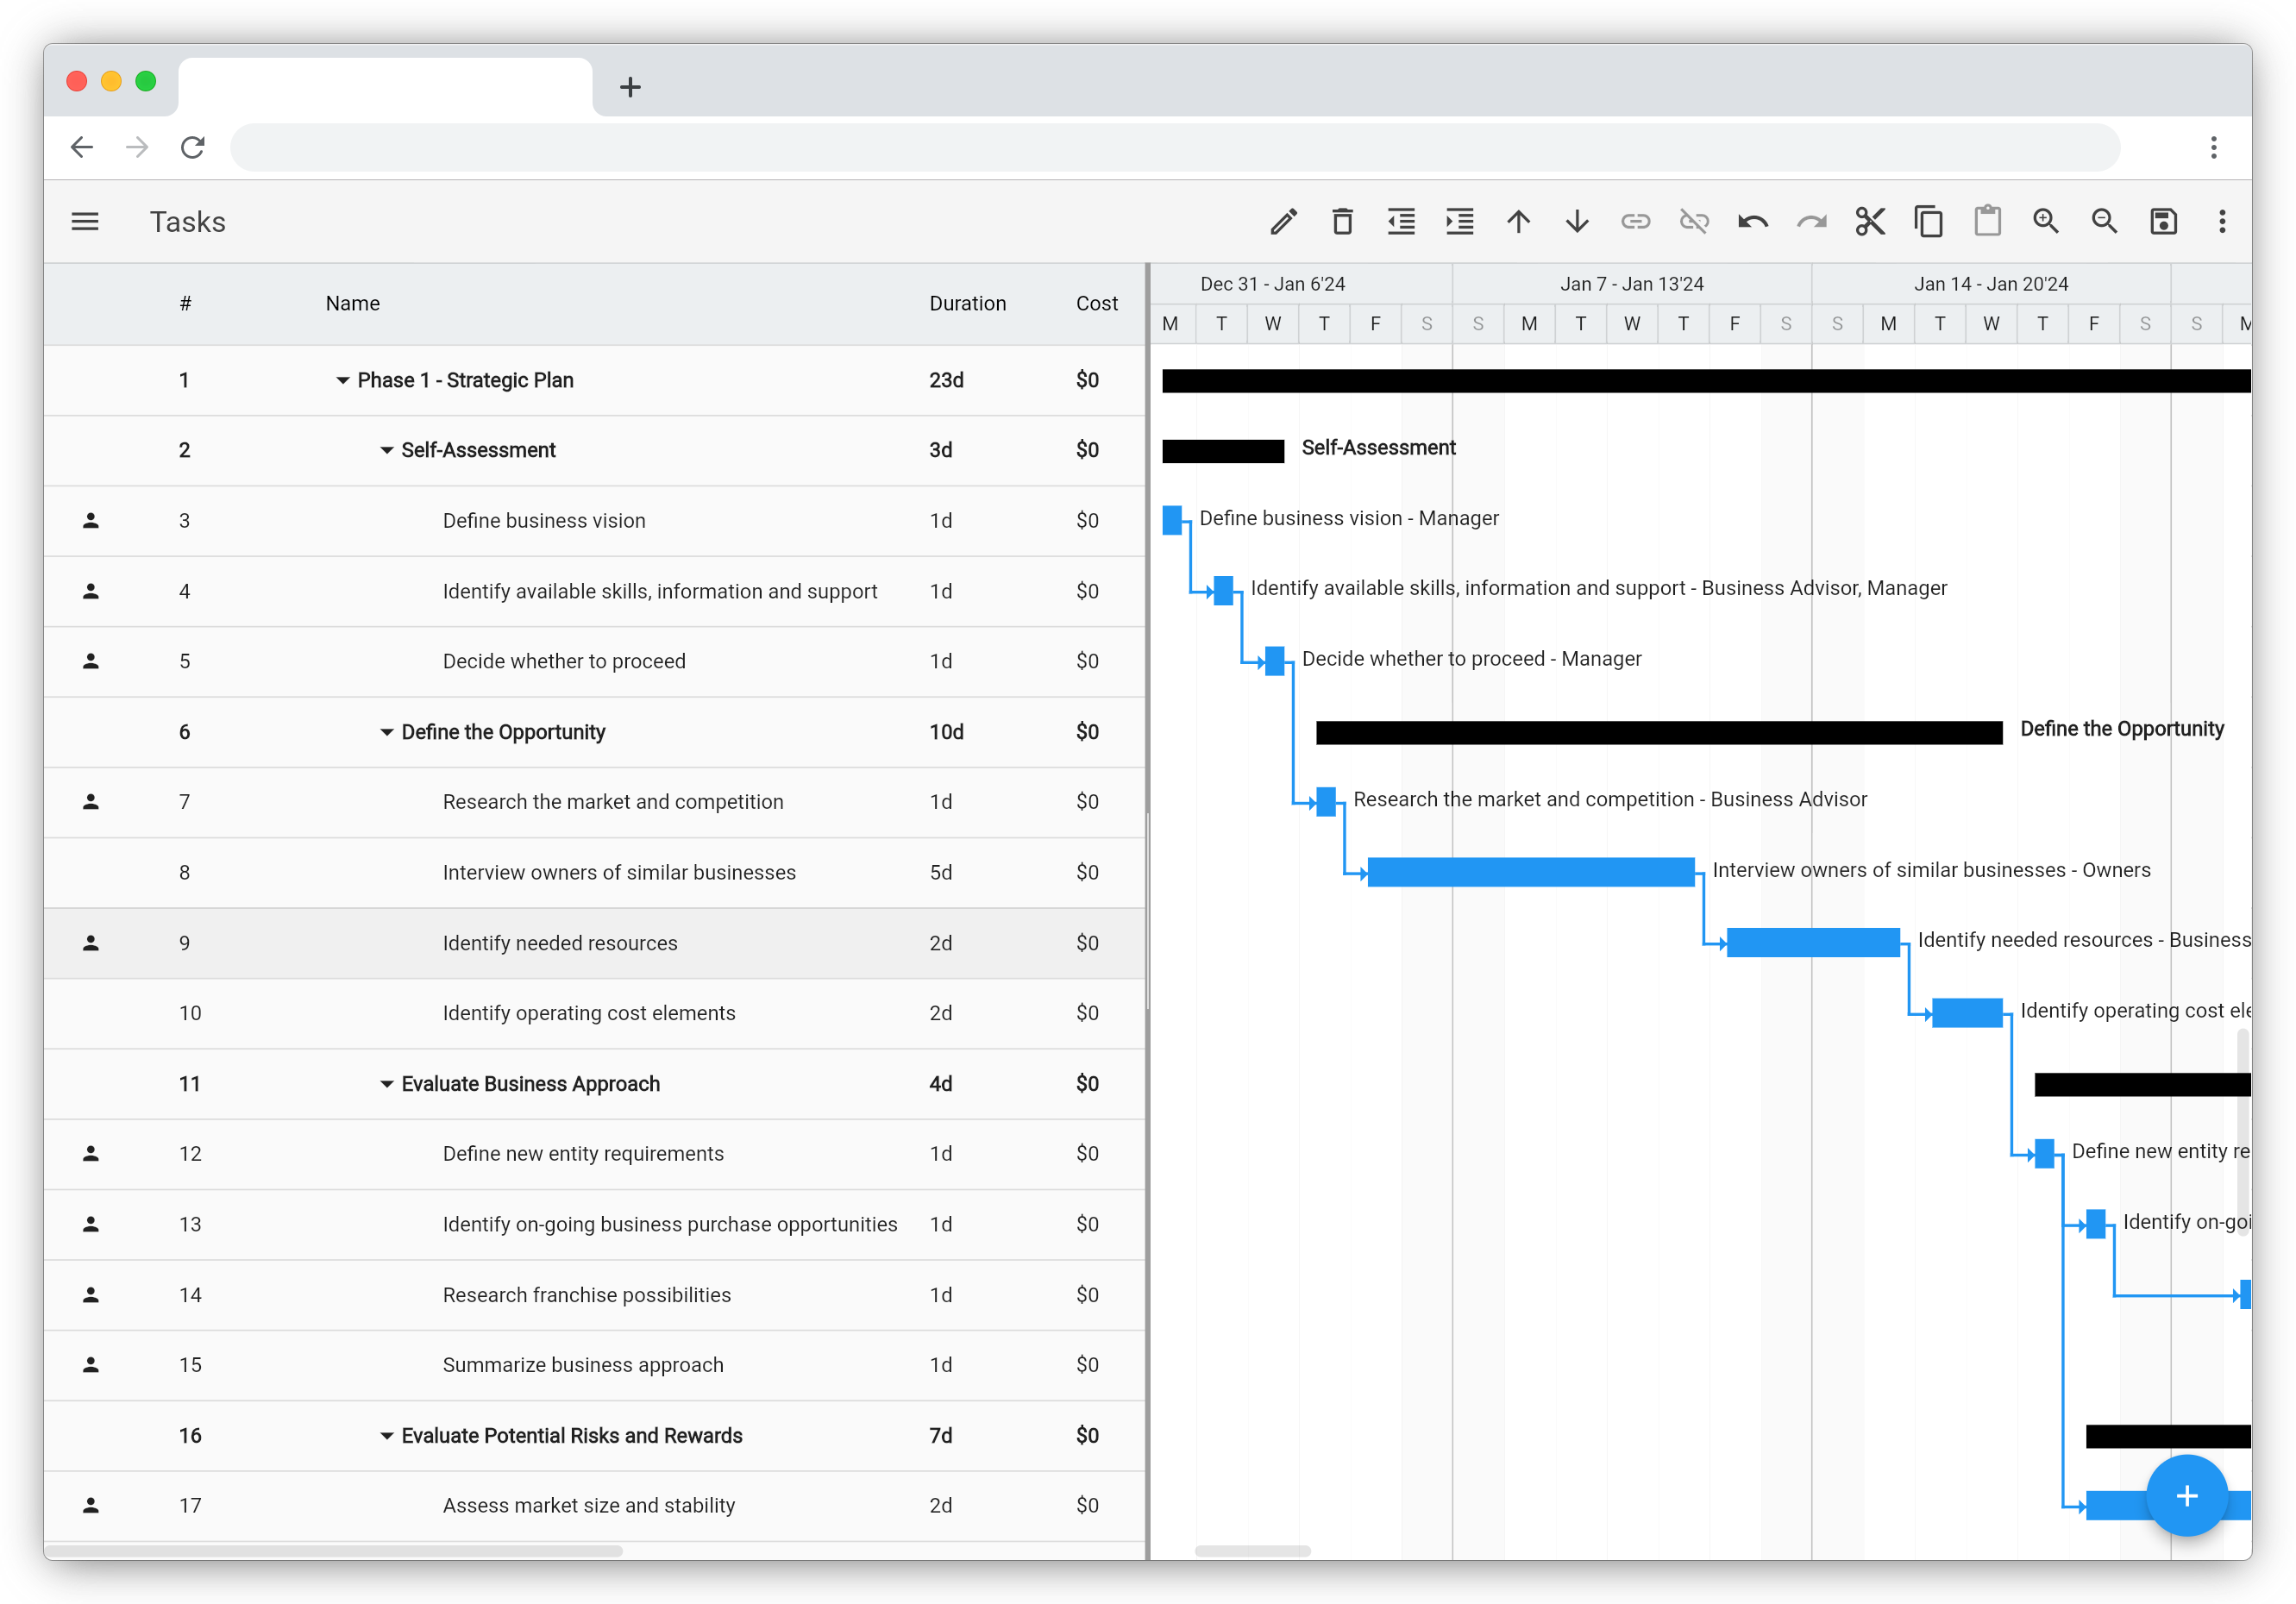 Tasks
# Name Duration Cost
Dec 31 - Jan 6'24 Jan 7 - Jan 13'24 Jan 14 - Jan 20'24
M T W T F S S M T W T F S S M T W T F S S M
1 Phase 1 - Strategic Plan 23d $0
2 Self-Assessment 3d $0 Self-Assessment
3 Define business vision 1d $0 Define business vision - Manager
4 Identify available skills, information and support 1d $0 Identify available skills, information and support - Business Advisor, Manager
5 Decide whether to proceed 1d $0 Decide whether to proceed - Manager
6 Define the Opportunity 10d $0 Define the Opportunity
7 Research the market and competition 1d $0 Research the market and competition - Business Advisor
8 Interview owners of similar businesses 5d $0 Interview owners of similar businesses - Owners
9 Identify needed resources 2d $0 Identify needed resources - Business
10 Identify operating cost elements 2d $0 Identify operating cost ele
11 Evaluate Business Approach 4d $0
12 Define new entity requirements 1d $0 Define new entity re
13 Identify on-going business purchase opportunities 1d $0 Identify on-goi
14 Research franchise possibilities 1d $0
15 Summarize business approach 1d $0
16 Evaluate Potential Risks and Rewards 7d $0
17 Assess market size and stability 2d $0